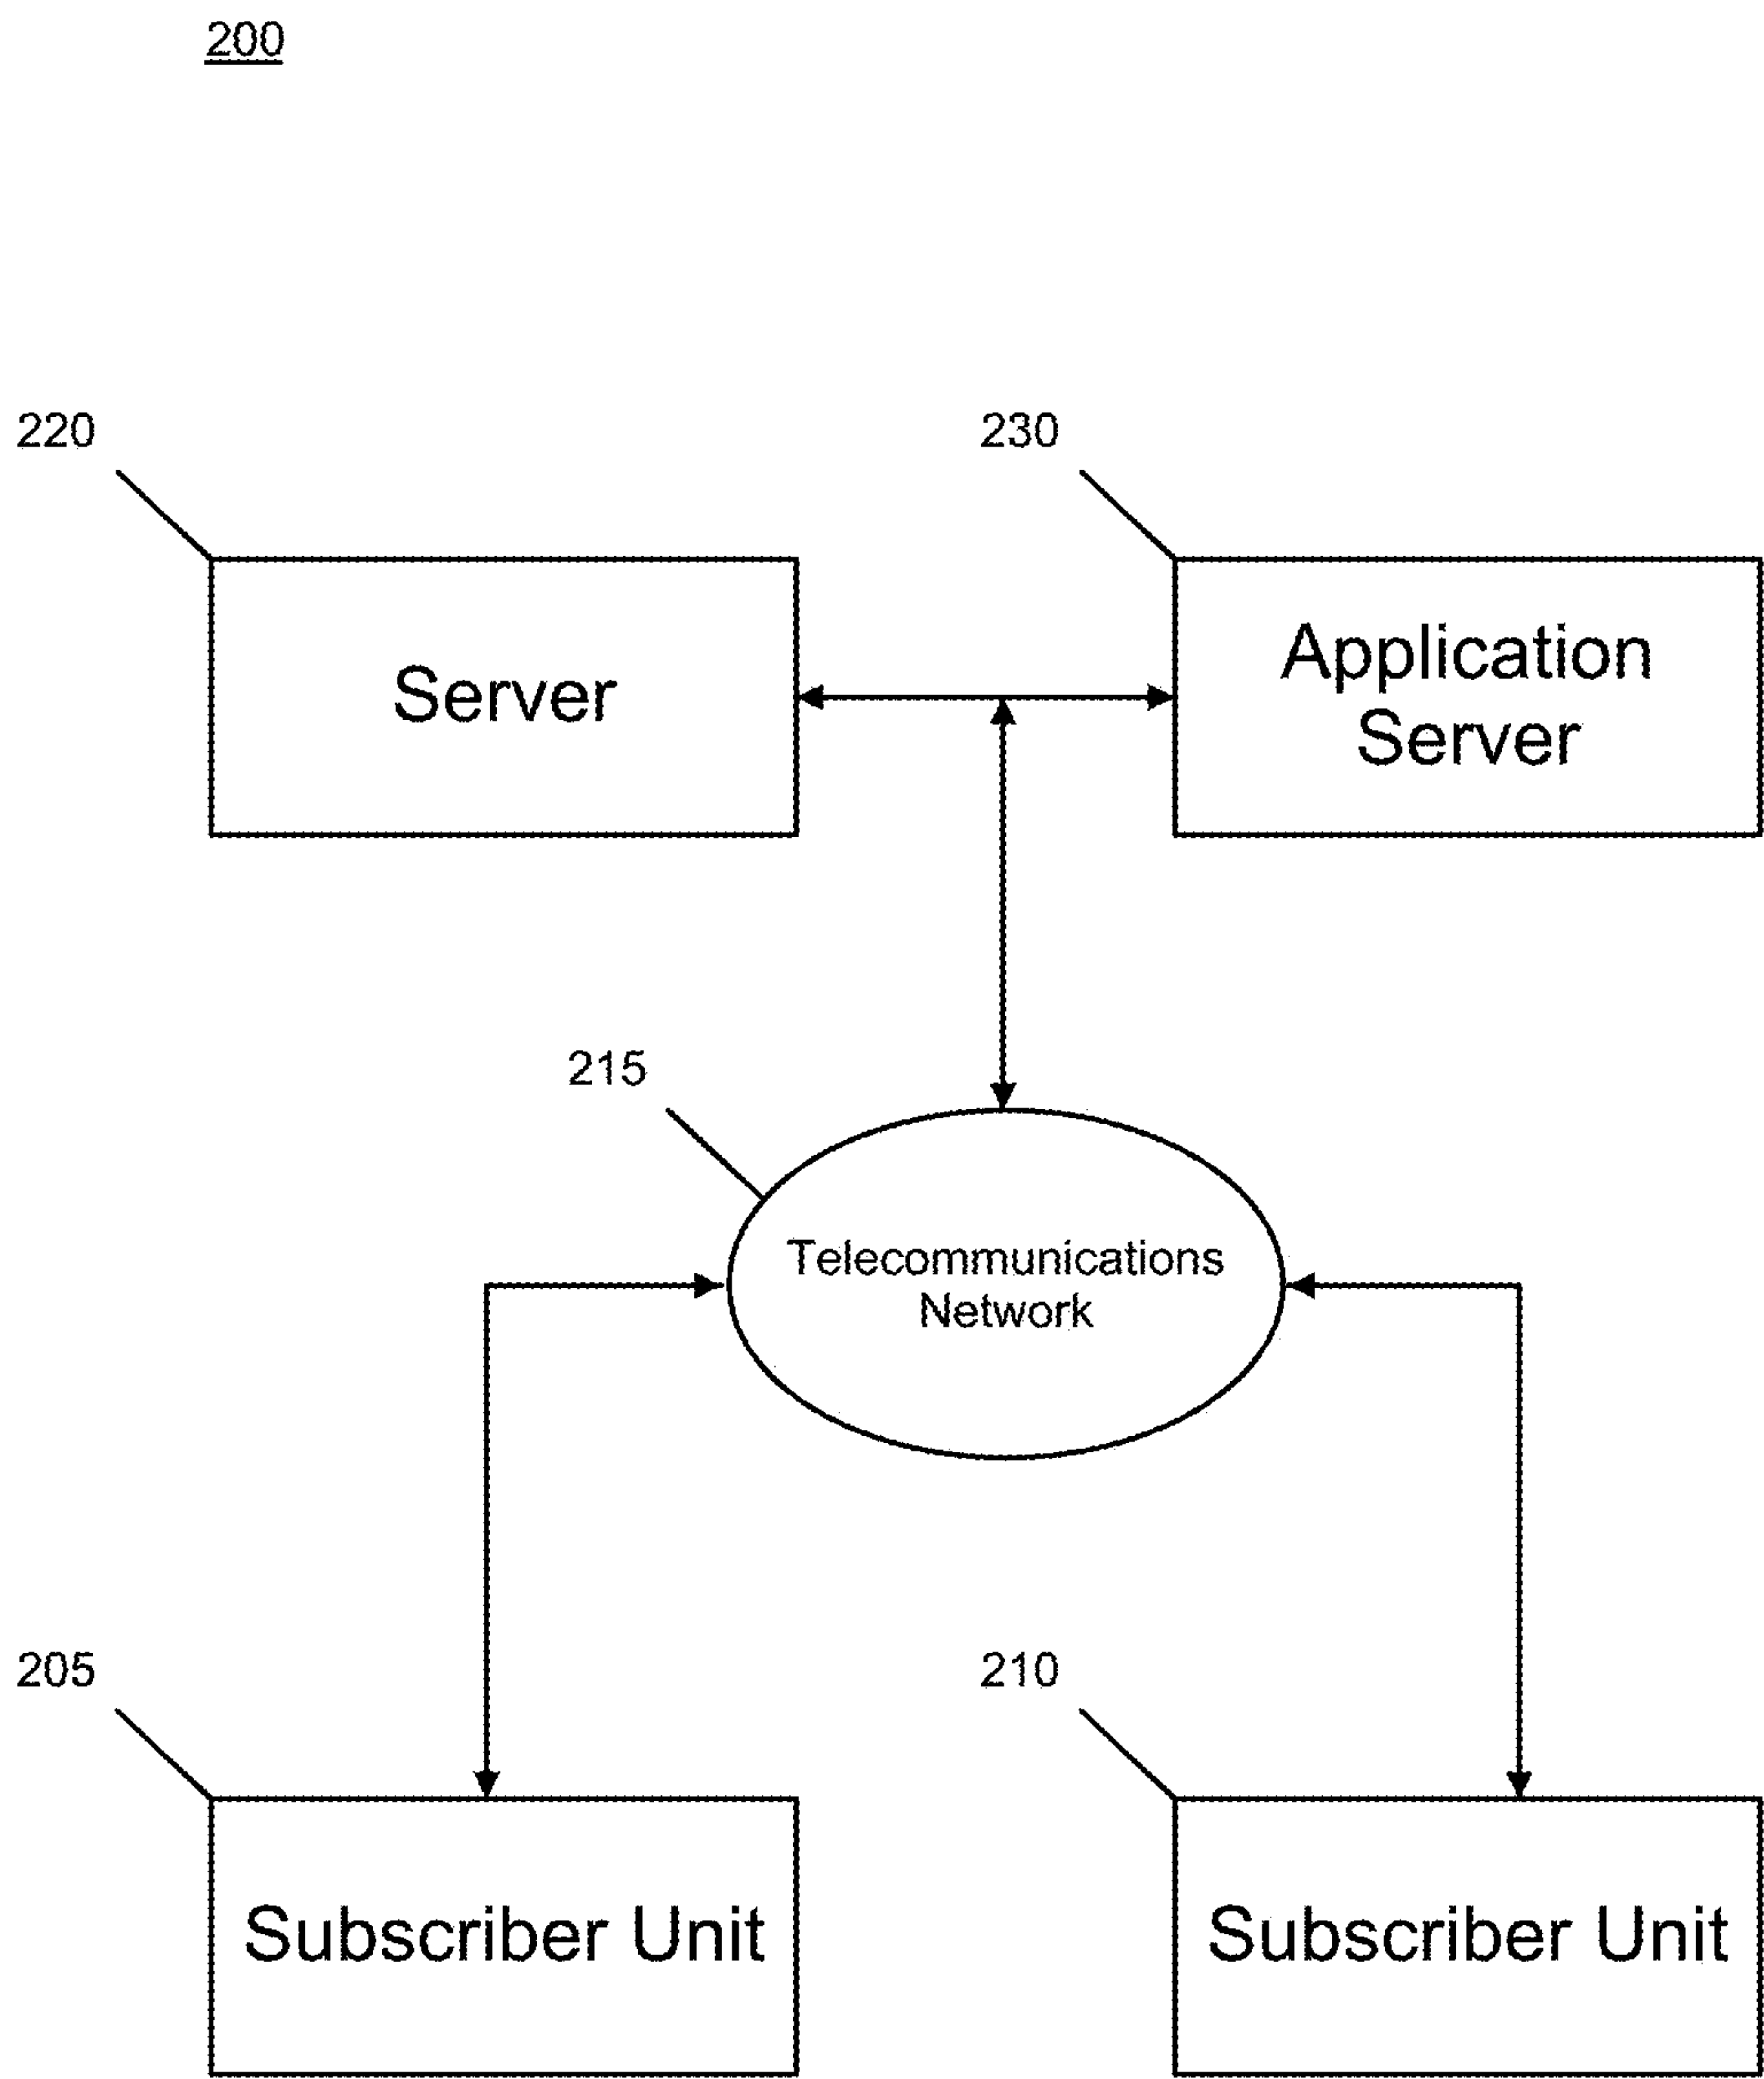 200
220
230
Server
Application
Server
215
Telecommunications
Network
205
210
Subscriber Unit
Subscriber Unit